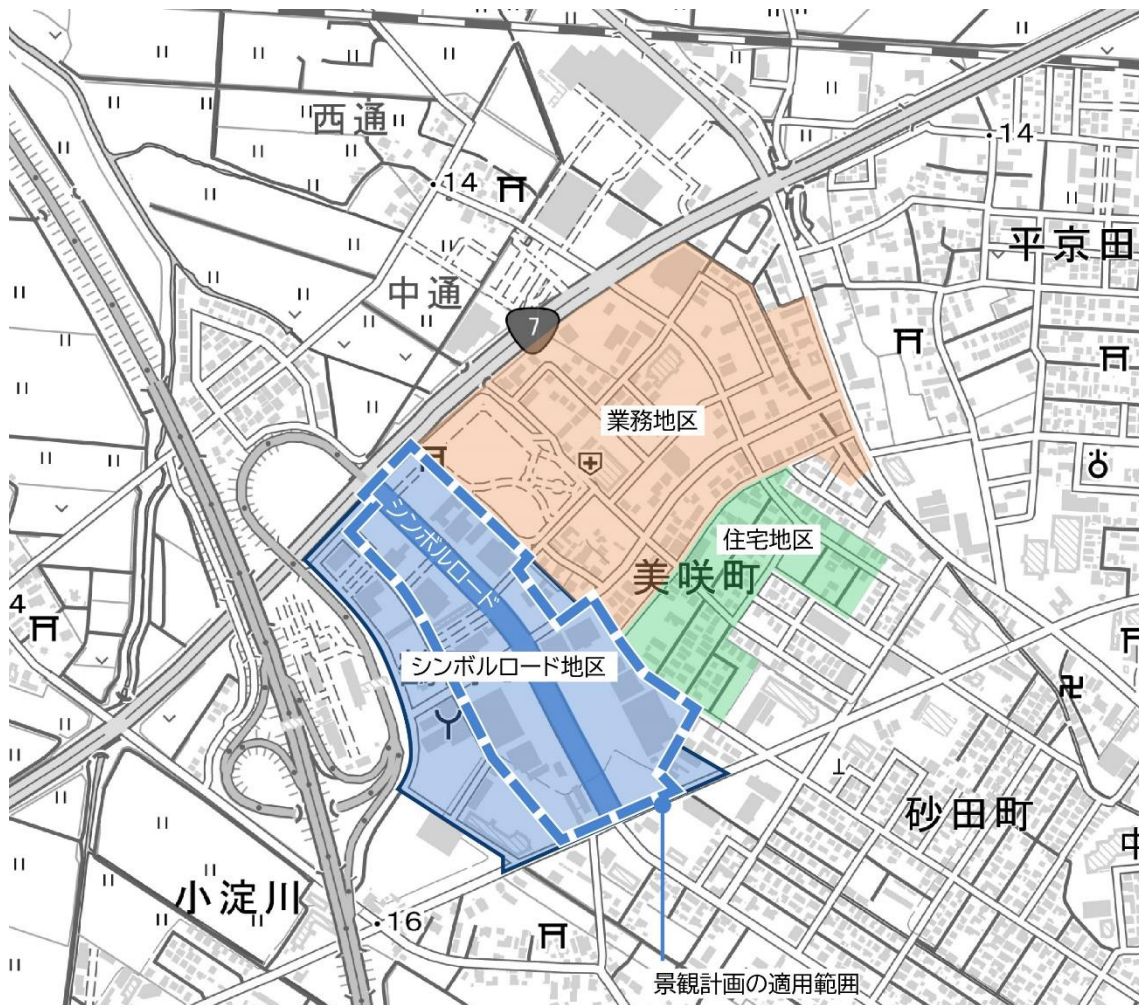 西通
14
14
平京田
中通
7
業務地区
シンボルロード
住宅地区
美咲町
シンボルロード地区
4
砂田町
中
小淀川
16
景観計画の適用範囲